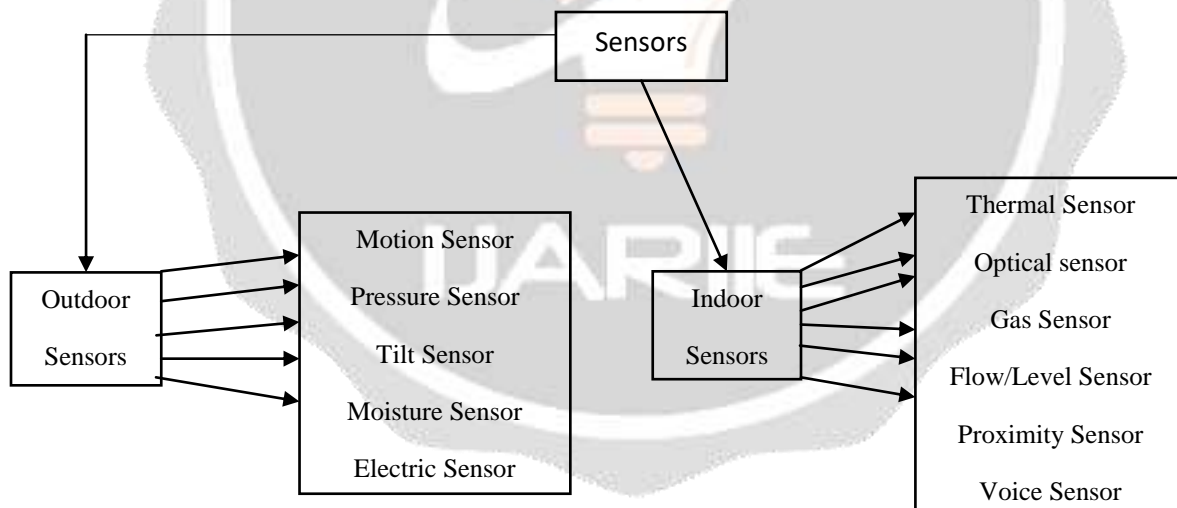 Sensors
Outdoor
Sensors
Motion Sensor
Pressure Sensor
Tilt Sensor
Moisture Sensor
Electric Sensor
IJARIIE
Indoor
Sensors
Thermal Sensor
Optical sensor
Gas Sensor
Flow/Level Sensor
Proximity Sensor
Voice Sensor